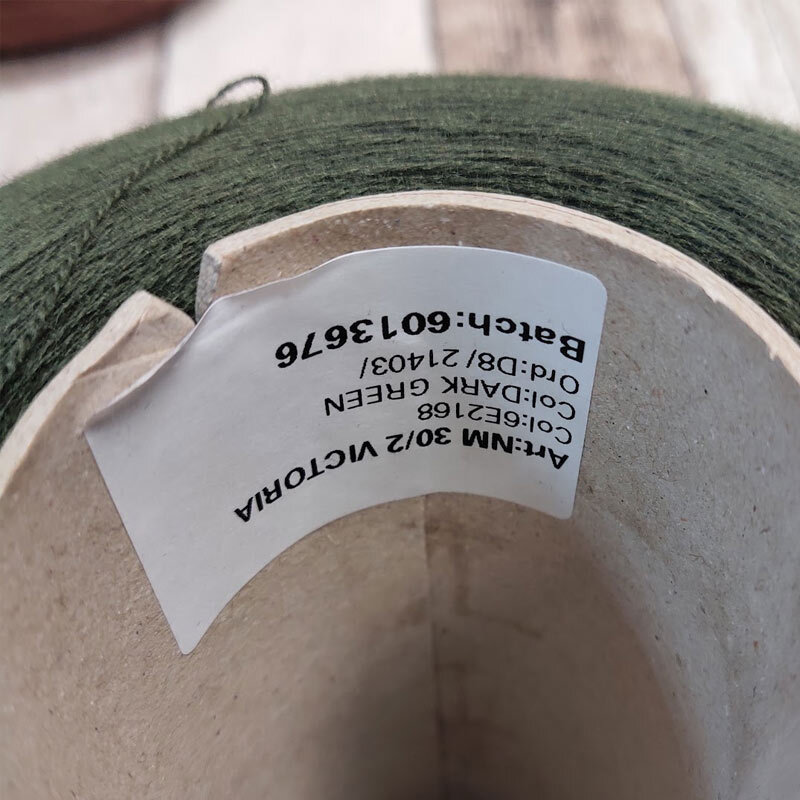 Art:NM 30/2 VICTORIA
Col:6E2168
Col:DARK GREEN
Ord:D8/ 21403/
Batch:6013676